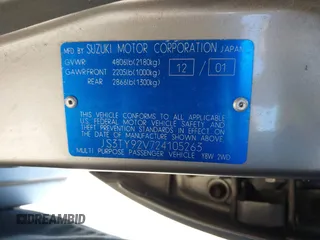 MFD. BY SUZUKI MOTOR CORPORATION JAPAN
GVWR 4806lb(2180kg)
GAWR FRONT 2205lb(1000kg) 12 / 01
REAR 2866lb(1300kg)
THIS VEHICLE CONFORMS TO ALL APPLICABLE
U.S. FEDERAL MOTOR VEHICLE SAFETY AND
THEFT PREVENTION STANDARDS IN EFFECT ON
THE DATE OF MANUFACTURE SHOWN ABOVE.
JS3TY92V724105263
MULTI PURPOSE PASSENGER VEHICLE YBW 2WD
DREAMBID